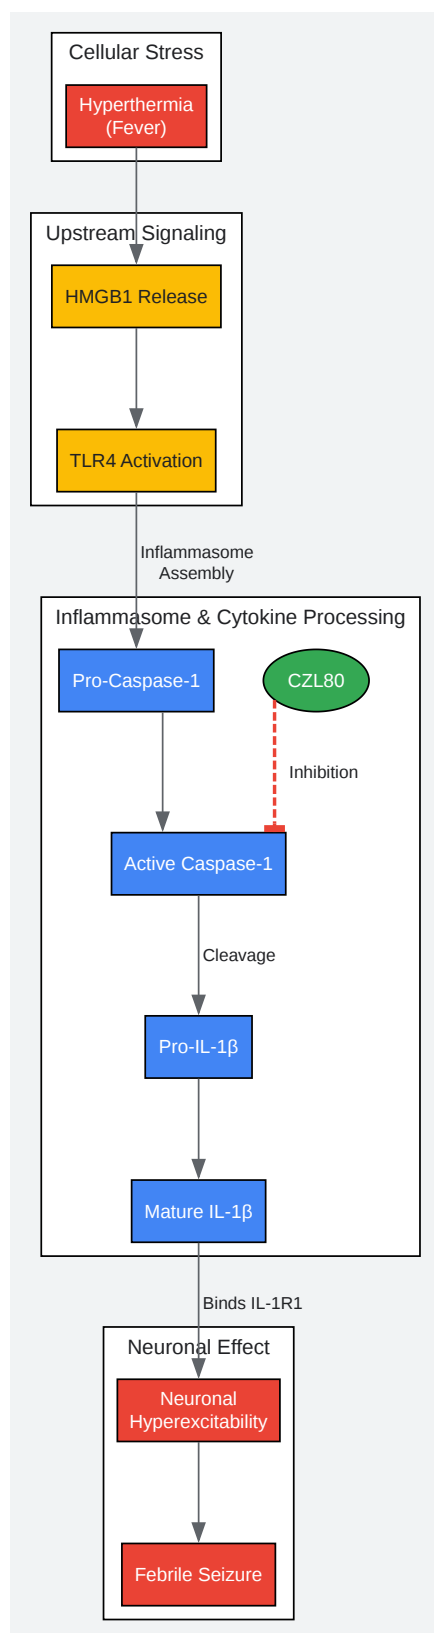 Cellular Stress
Hyperthermia
(Fever)
Upstream Signaling
HMGB1 Release
TLR4 Activation
Inflammasome
Assembly
Inflammasome & Cytokine Processing
Pro-Caspase-1
CZL80
Inhibition
Active Caspase-1
Cleavage
Pro-IL-1β
Mature IL-1β
Binds IL-1R1
Neuronal Effect
Neuronal
Hyperexcitability
Febrile Seizure